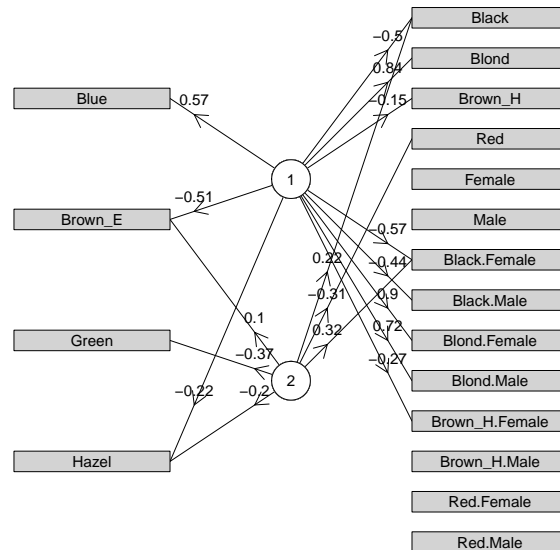 Black
−0.5
Blond
0.84
Blue
0.57
−0.15
Brown_H
Red
1
Female
−0.51
Brown_E
Male
−0.57
0.22
−0.44
Black.Female
−0.31
0.9
Black.Male
0.1
0.32
0.72
Green
−0.37
−0.27
Blond.Female
2
Blond.Male
−0.22
−0.2
Brown_H.Female
Hazel
Brown_H.Male
Red.Female
Red.Male